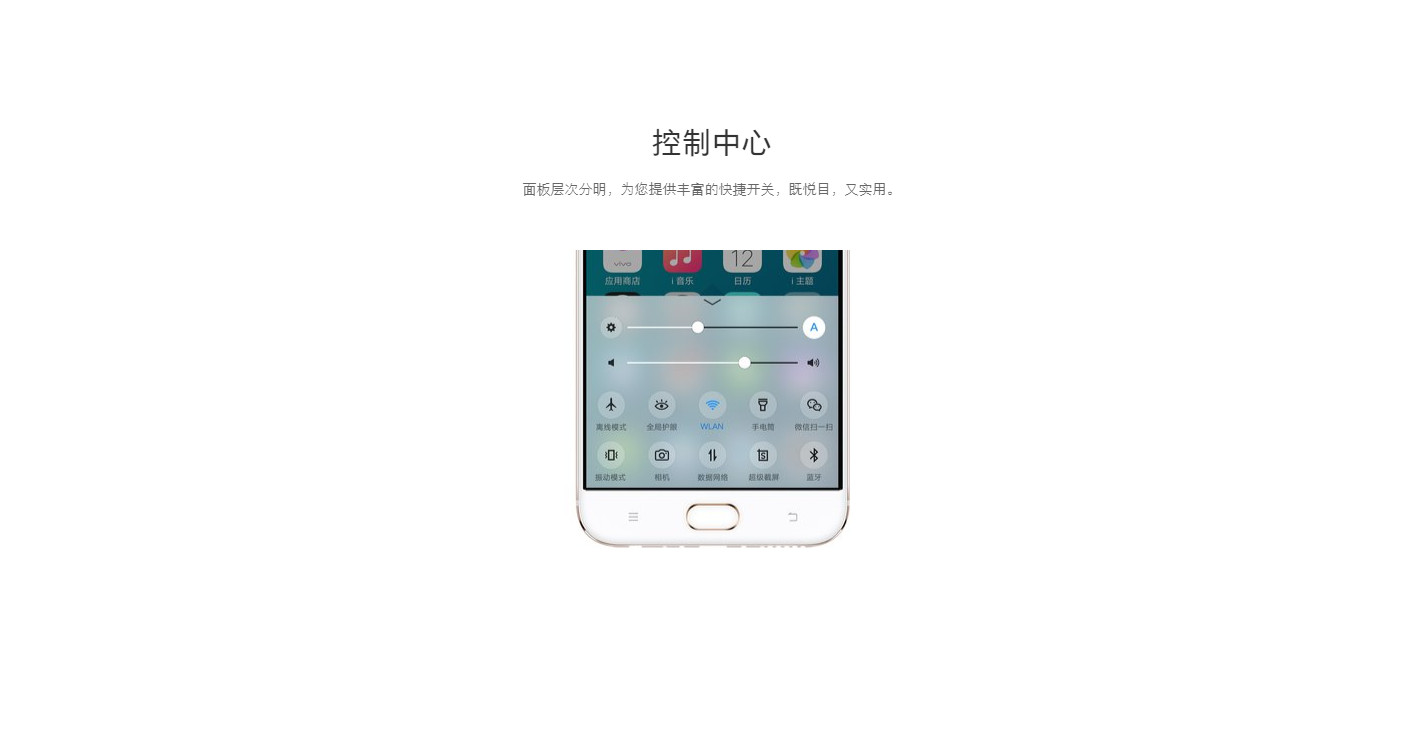 控制中心
面板层次分明，为您提供丰富的快捷开关，既悦目，又实用。
vivo 12
应用商店 i 音乐 日历 i 主题
A
离线模式 全局护眼 WLAN 手电筒 微信扫一扫
振动模式 相机 数据网络 超级截屏 蓝牙